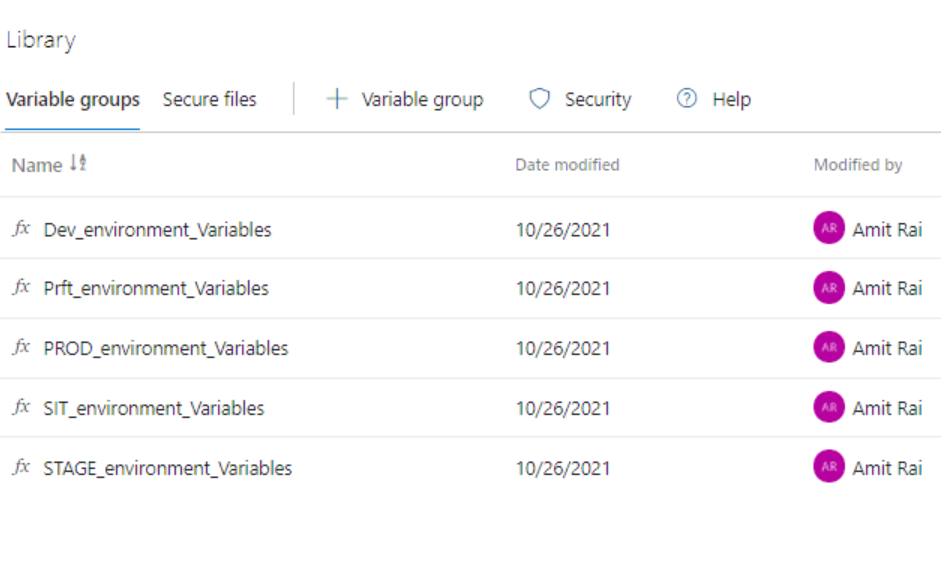 Library
Variable groups Secure files Variable group Security Help
Name Date modified Modified by
fx Dev_environment_Variables 10/26/2021 AR Amit Rai
fx Prft_environment_Variables 10/26/2021 AR Amit Rai
fx PROD_environment_Variables 10/26/2021 AR Amit Rai
fx SIT_environment_Variables 10/26/2021 AR Amit Rai
fx STAGE_environment_Variables 10/26/2021 AR Amit Rai